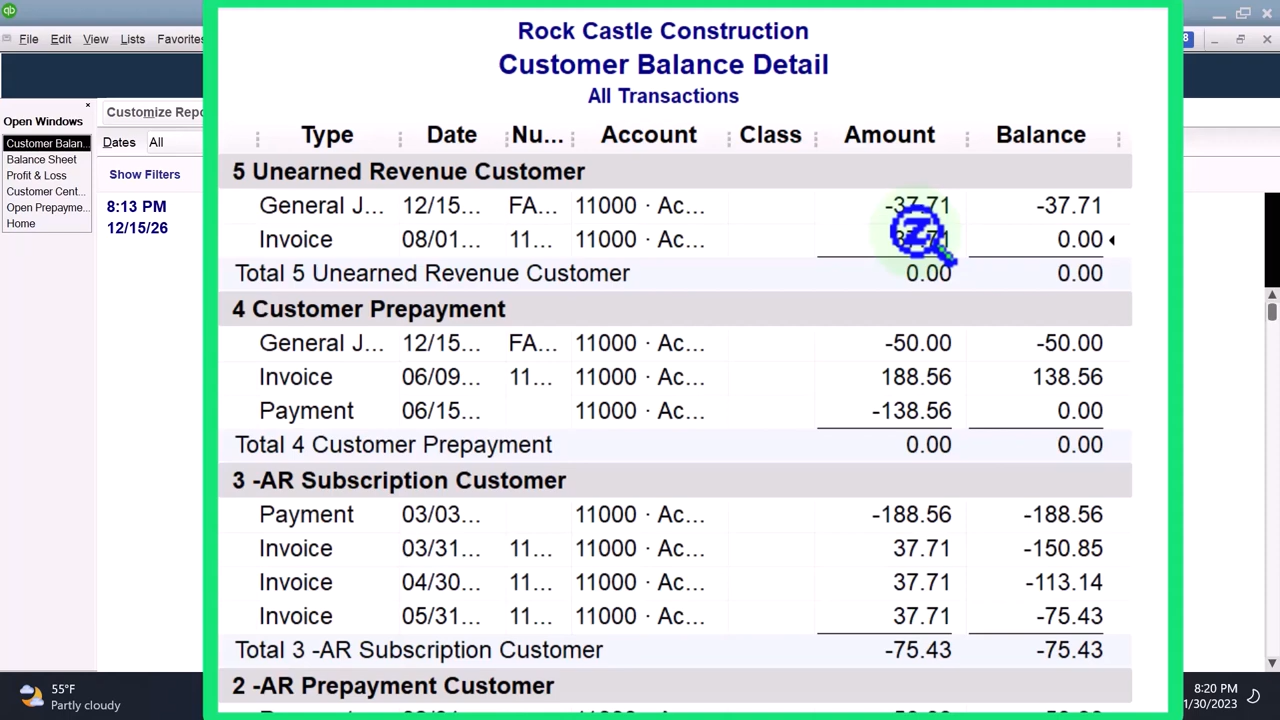 File Edit View Lists Favorites
Open Windows
Customer Balan...
Balance Sheet
Profit & Loss
Customer Cent...
Open Prepayme...
Home
Customize Repo
Dates All
Show Filters
8:13 PM
12/15/26
Rock Castle Construction
Customer Balance Detail
All Transactions
Type Date Nu... Account Class Amount Balance
5 Unearned Revenue Customer
General J... 12/15... FA... 11000 · Ac... -37.71 -37.71
Invoice 08/01... 11... 11000 · Ac... 37.71 0.00
Total 5 Unearned Revenue Customer 0.00 0.00
4 Customer Prepayment
General J... 12/15... FA... 11000 · Ac... -50.00 -50.00
Invoice 06/09... 11... 11000 · Ac... 188.56 138.56
Payment 06/15... 11000 · Ac... -138.56 0.00
Total 4 Customer Prepayment 0.00 0.00
3 -AR Subscription Customer
Payment 03/03... 11000 · Ac... -188.56 -188.56
Invoice 03/31... 11... 11000 · Ac... 37.71 -150.85
Invoice 04/30... 11... 11000 · Ac... 37.71 -113.14
Invoice 05/31... 11... 11000 · Ac... 37.71 -75.43
Total 3 -AR Subscription Customer -75.43 -75.43
2 -AR Prepayment Customer
55°F
Partly cloudy
8:20 PM
1/30/2023